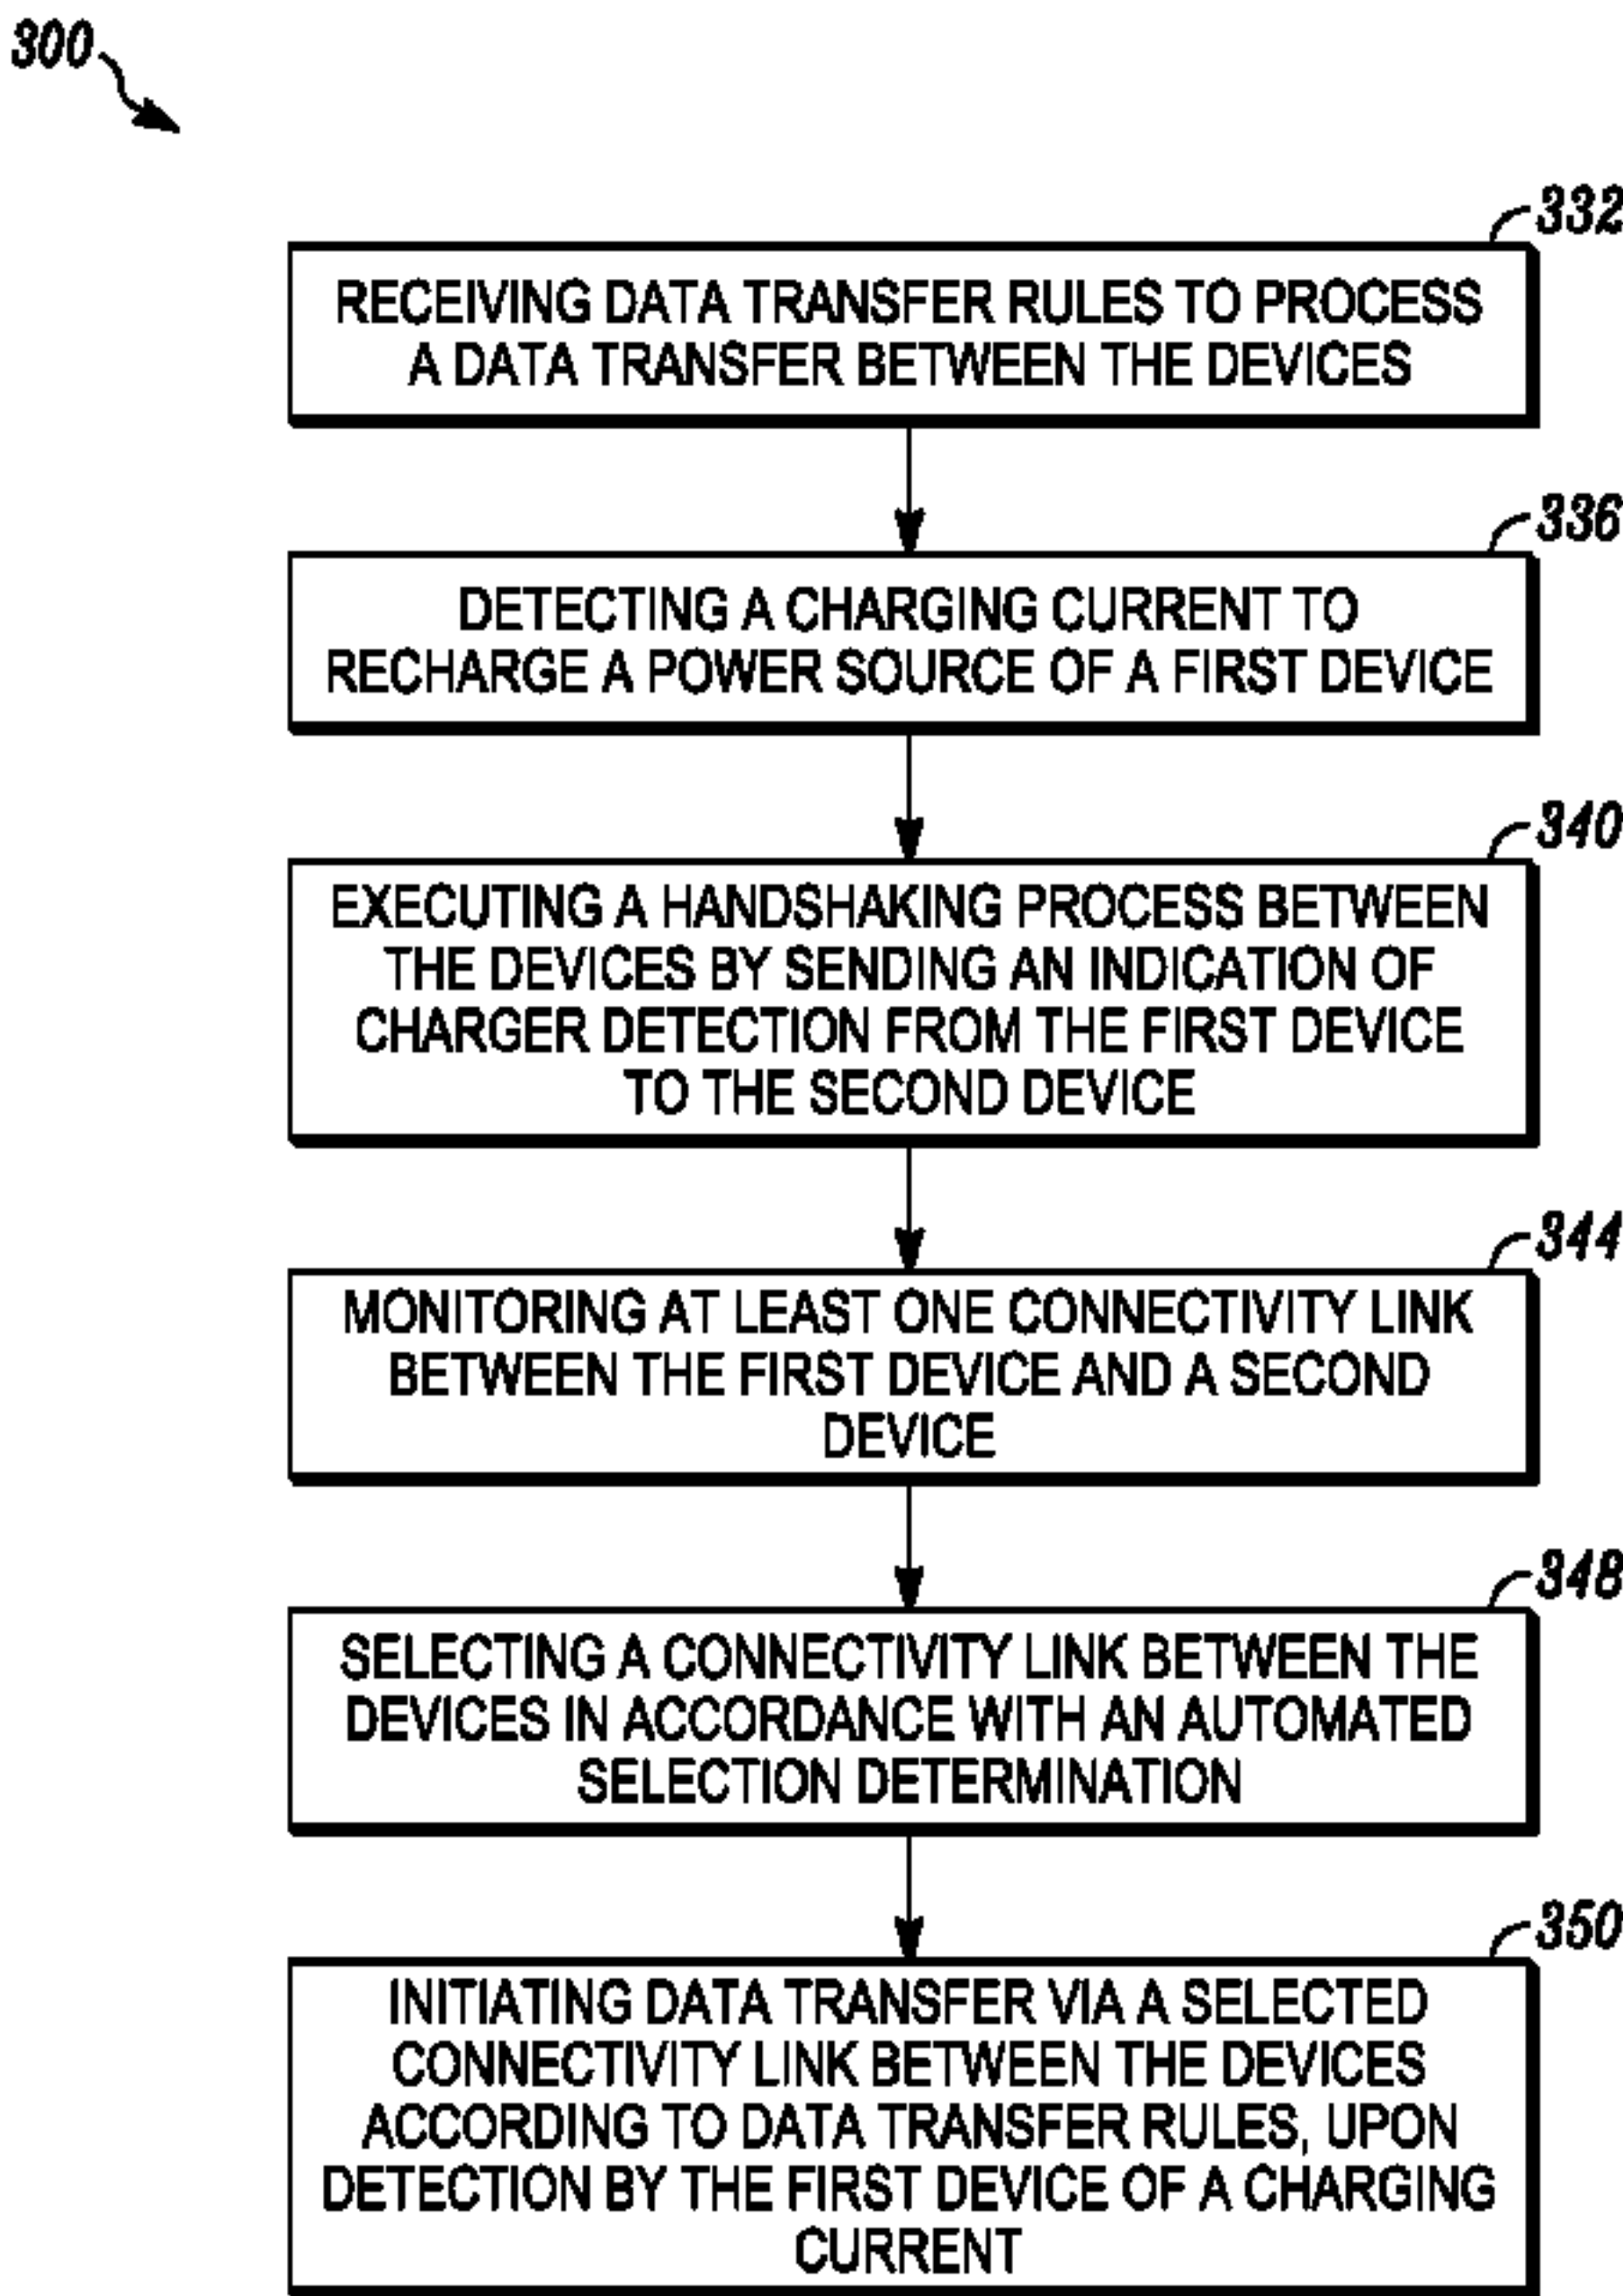 300
332
RECEIVING DATA TRANSFER RULES TO PROCESS
A DATA TRANSFER BETWEEN THE DEVICES
336
DETECTING A CHARGING CURRENT TO
RECHARGE A POWER SOURCE OF A FIRST DEVICE
340
EXECUTING A HANDSHAKING PROCESS BETWEEN
THE DEVICES BY SENDING AN INDICATION OF
CHARGER DETECTION FROM THE FIRST DEVICE
TO THE SECOND DEVICE
344
MONITORING AT LEAST ONE CONNECTIVITY LINK
BETWEEN THE FIRST DEVICE AND A SECOND
DEVICE
348
SELECTING A CONNECTIVITY LINK BETWEEN THE
DEVICES IN ACCORDANCE WITH AN AUTOMATED
SELECTION DETERMINATION
350
INITIATING DATA TRANSFER VIA A SELECTED
CONNECTIVITY LINK BETWEEN THE DEVICES
ACCORDING TO DATA TRANSFER RULES, UPON
DETECTION BY THE FIRST DEVICE OF A CHARGING
CURRENT